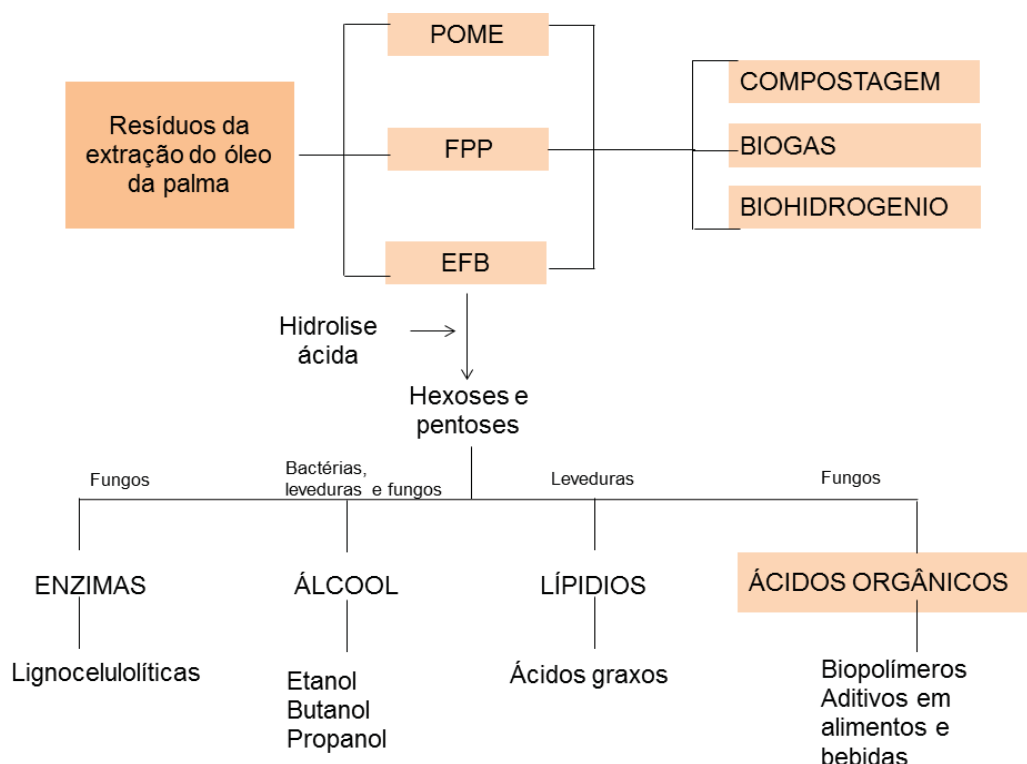 POME
Resíduos da
extração do óleo
da palma
FPP
EFB
COMPOSTAGEM
BIOGAS
BIOHIDROGENIO
Hidrolise
ácida
Hexoses e
pentoses
Fungos
Bactérias,
leveduras e fungos
Leveduras
Fungos
ENZIMAS
ÁLCOOL
LÍPIDIOS
ÁCIDOS ORGÂNICOS
Lignocelulolíticas
Etanol
Butanol
Propanol
Ácidos graxos
Biopolímeros
Aditivos em
alimentos e
bebidas